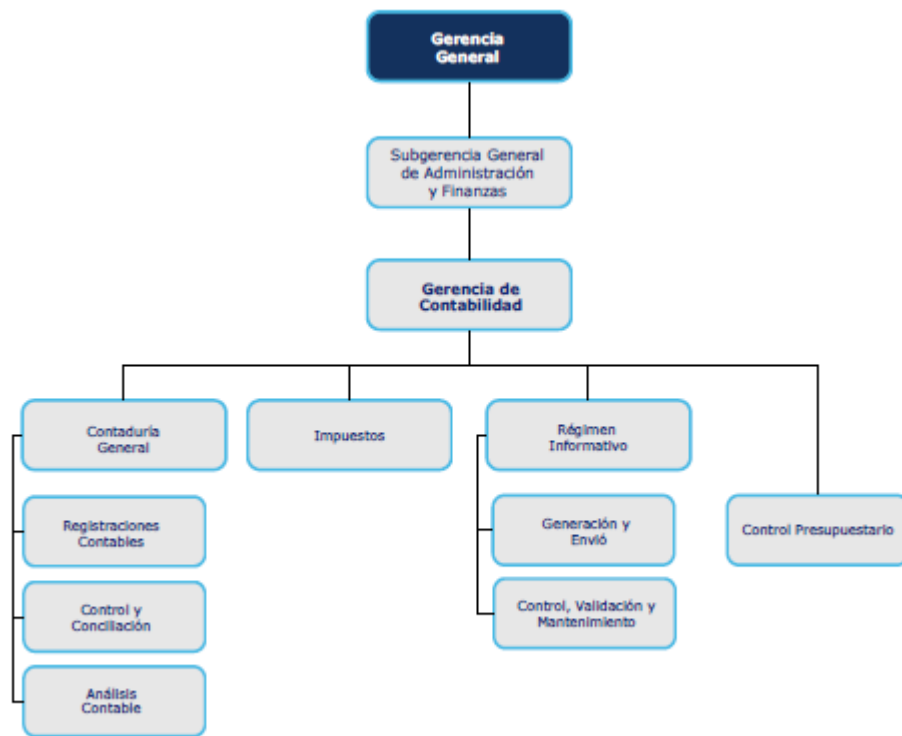 Gerencia
General
Subgerencia General
de Administración
y Finanzas
Gerencia de
Contabilidad
Contaduría
General
Impuestos
Régimen
Informativo
Registraciones
Contables
Generación y
Envió
Control Presupuestario
Control y
Conciliación
Control, Validación y
Mantenimiento
Análisis
Contable